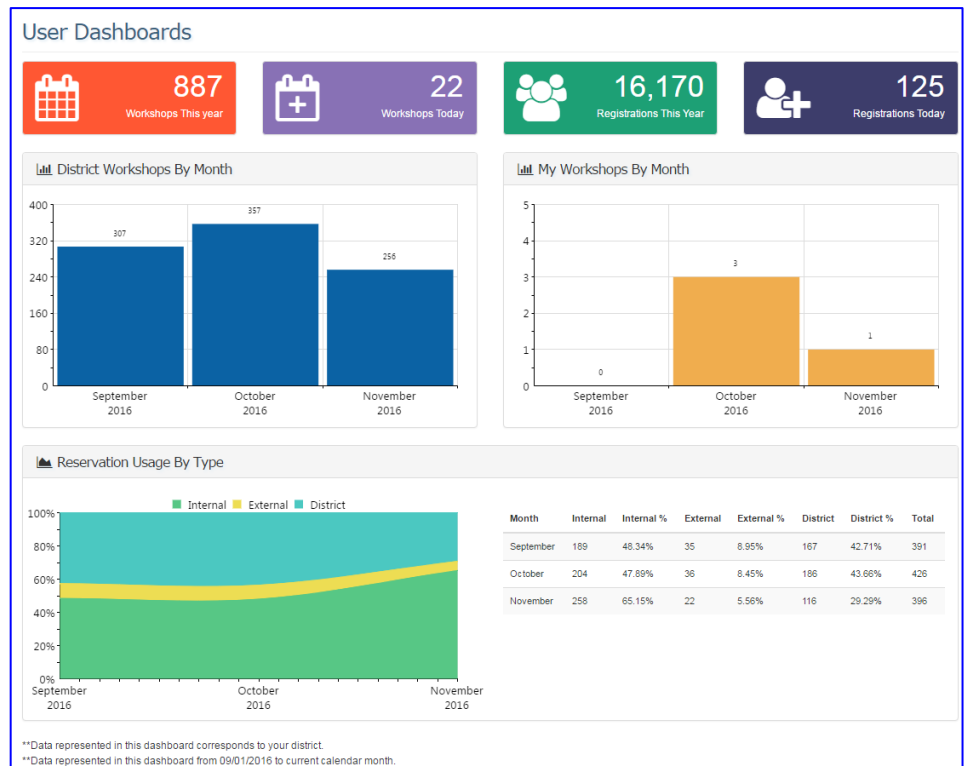 User Dashboards
887
Workshops This year
22
Workshops Today
16,170
Registrations This Year
125
Registrations Today
District Workshops By Month
400
320
240
160
80
0
307
357
256
September
2016
October
2016
November
2016
My Workshops By Month
5
4
3
2
1
0
0
3
1
September
2016
October
2016
November
2016
Reservation Usage By Type
Internal External District
100%
80%
60%
40%
20%
0%
September
2016
October
2016
November
2016
Month Internal Internal % External External % District District % Total
September 189 48.34% 35 8.95% 167 42.71% 391
October 204 47.89% 36 8.45% 186 43.66% 426
November 258 65.15% 22 5.56% 116 29.29% 396
**Data represented in this dashboard corresponds to your district.
**Data represented in this dashboard from 09/01/2016 to current calendar month.